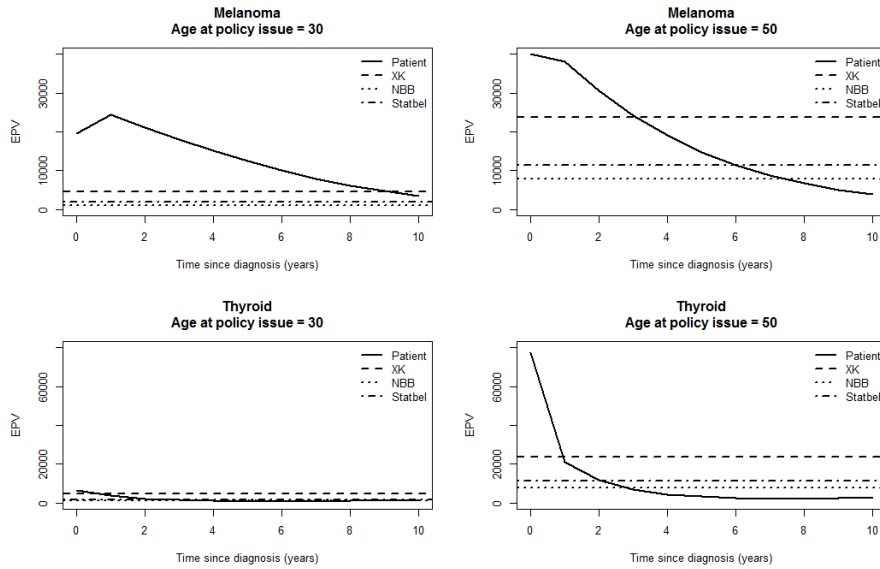 Melanoma
Age at policy issue = 30
EPV
0
10000
30000
Patient
XK
NBB
Statbel
0 2 4 6 8 10
Time since diagnosis (years)
Melanoma
Age at policy issue = 50
EPV
0
10000
30000
Patient
XK
NBB
Statbel
0 2 4 6 8 10
Time since diagnosis (years)
Thyroid
Age at policy issue = 30
EPV
0
20000
60000
Patient
XK
NBB
Statbel
0 2 4 6 8 10
Time since diagnosis (years)
Thyroid
Age at policy issue = 50
EPV
0
20000
60000
Patient
XK
NBB
Statbel
0 2 4 6 8 10
Time since diagnosis (years)